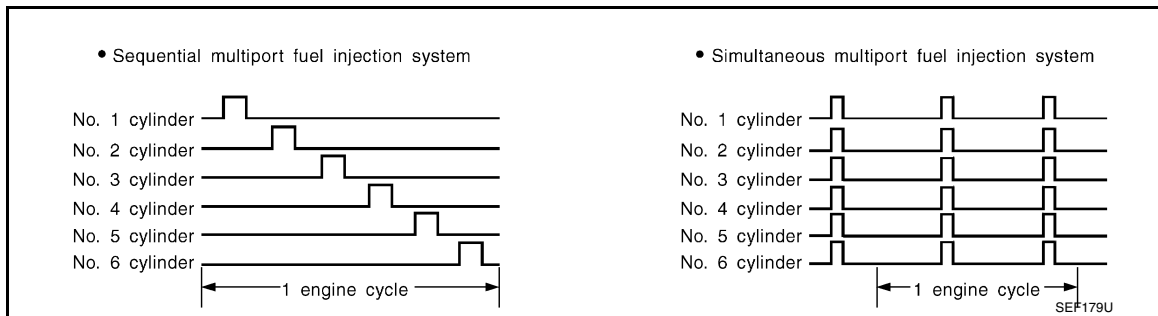 • Sequential multiport fuel injection system
No. 1 cylinder
No. 2 cylinder
No. 3 cylinder
No. 4 cylinder
No. 5 cylinder
No. 6 cylinder
1 engine cycle
• Simultaneous multiport fuel injection system
No. 1 cylinder
No. 2 cylinder
No. 3 cylinder
No. 4 cylinder
No. 5 cylinder
No. 6 cylinder
1 engine cycle
SEF179U